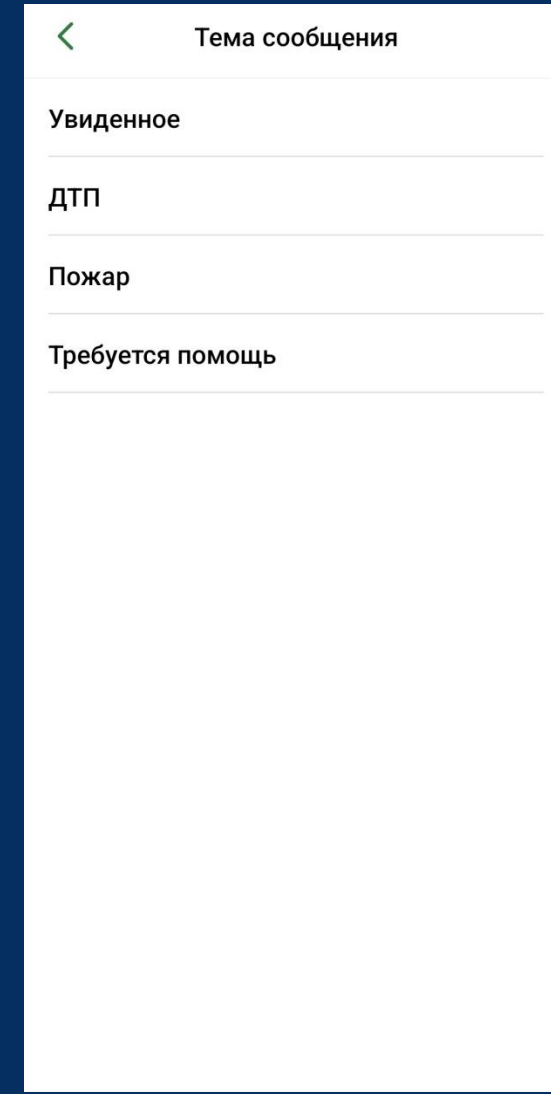 Тема сообщения
Увиденное
ДТП
Пожар
Требуется помощь